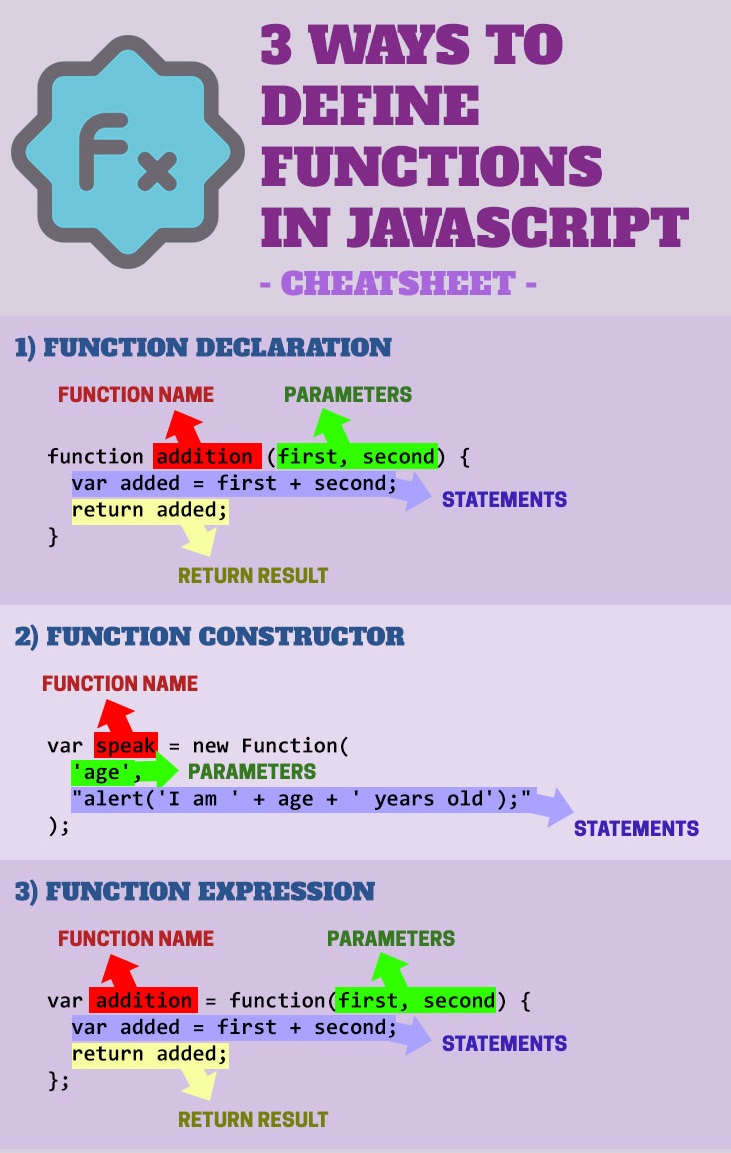 Fx
3 WAYS TO
DEFINE
FUNCTIONS
IN JAVASCRIPT
- CHEATSHEET -
1) FUNCTION DECLARATION
FUNCTION NAME PARAMETERS
function addition (first, second) {
var added = first + second;
STATEMENTS
return added;
}
RETURN RESULT
2) FUNCTION CONSTRUCTOR
FUNCTION NAME
var speak = new Function(
'age', PARAMETERS
"alert('I am ' + age + ' years old');"
STATEMENTS
);
3) FUNCTION EXPRESSION
FUNCTION NAME PARAMETERS
var addition = function(first, second) {
var added = first + second;
STATEMENTS
return added;
};
RETURN RESULT